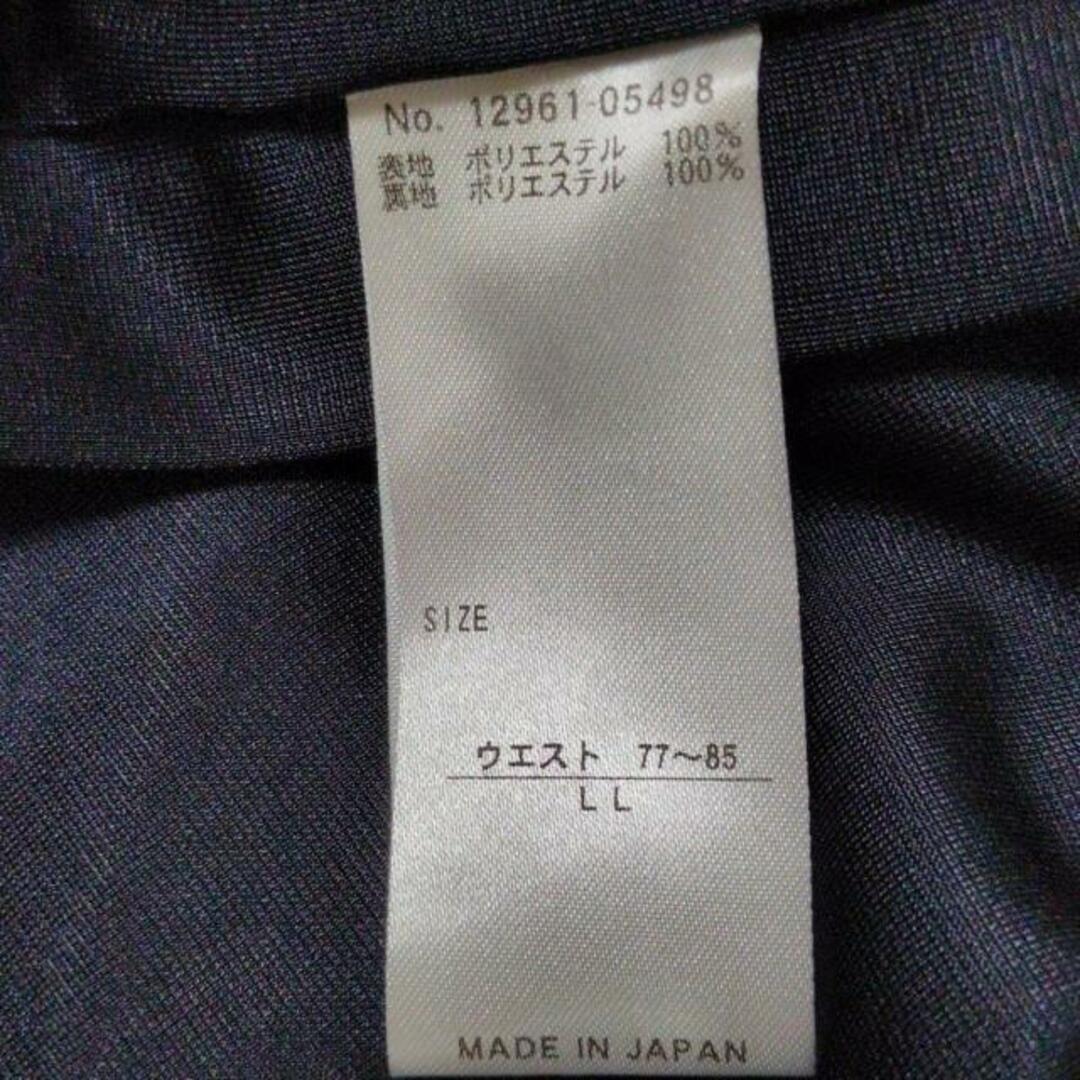 No. 12961-05498
表地 ポリエステル 100%
裏地 ポリエステル 100%
SIZE
ウエスト 77〜85
LL
MADE IN JAPAN